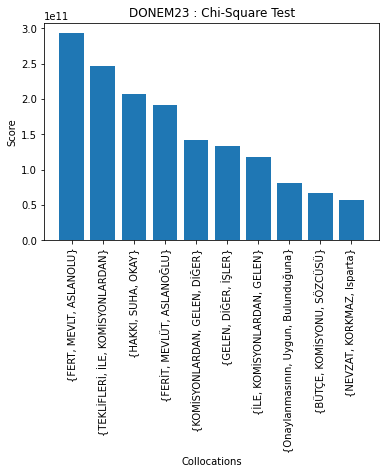 DONEM23 : Chi-Square Test
1e11
3.0
2.5
2.0
1.5
1.0
0.5
0.0
Score
{FERT, MEVLT, ASLANOLU}
{TEKLİFLERİ, İLE, KOMİSYONLARDAN}
{HAKKI, SUHA, OKAY}
{FERİT, MEVLÜT, ASLANOĞLU}
{KOMİSYONLARDAN, GELEN, DİĞER}
{GELEN, DİĞER, İŞLER}
{İLE, KOMİSYONLARDAN, GELEN}
{Onaylanmasının, Uygun, Bulunduğuna}
{BÜTÇE, KOMİSYONU, SÖZCÜSÜ}
{NEVZAT, KORKMAZ, Isparta}
Collocations